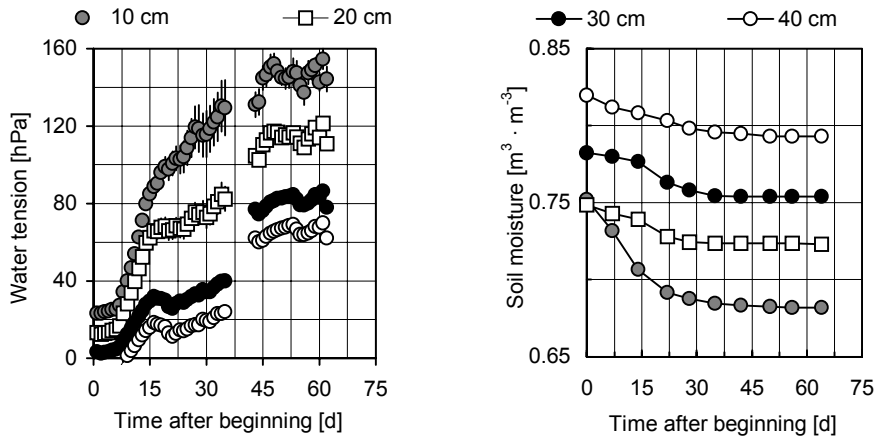 10 cm
20 cm
30 cm
40 cm
Water tension [hPa]
160
120
80
40
0
0 15 30 45 60 75
Time after beginning [d]
Soil moisture [m³ · m⁻³]
0.85
0.75
0.65
0 15 30 45 60 75
Time after beginning [d]